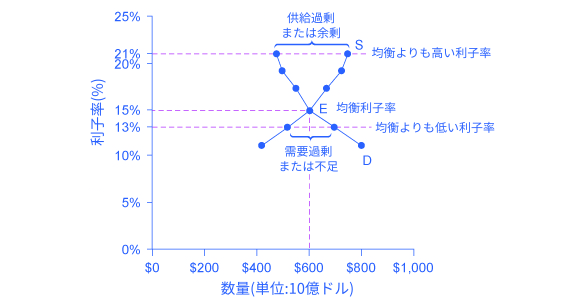 25%
供給過剰
または余剰
S
21%
均衡よりも高い利子率
20%
利子率(%)
15%
E
均衡利子率
13%
均衡よりも低い利子率
需要過剰
または不足
10%
D
5%
0%
$0
$200
$400
$600
$800
$1,000
数量(単位:10億ドル)